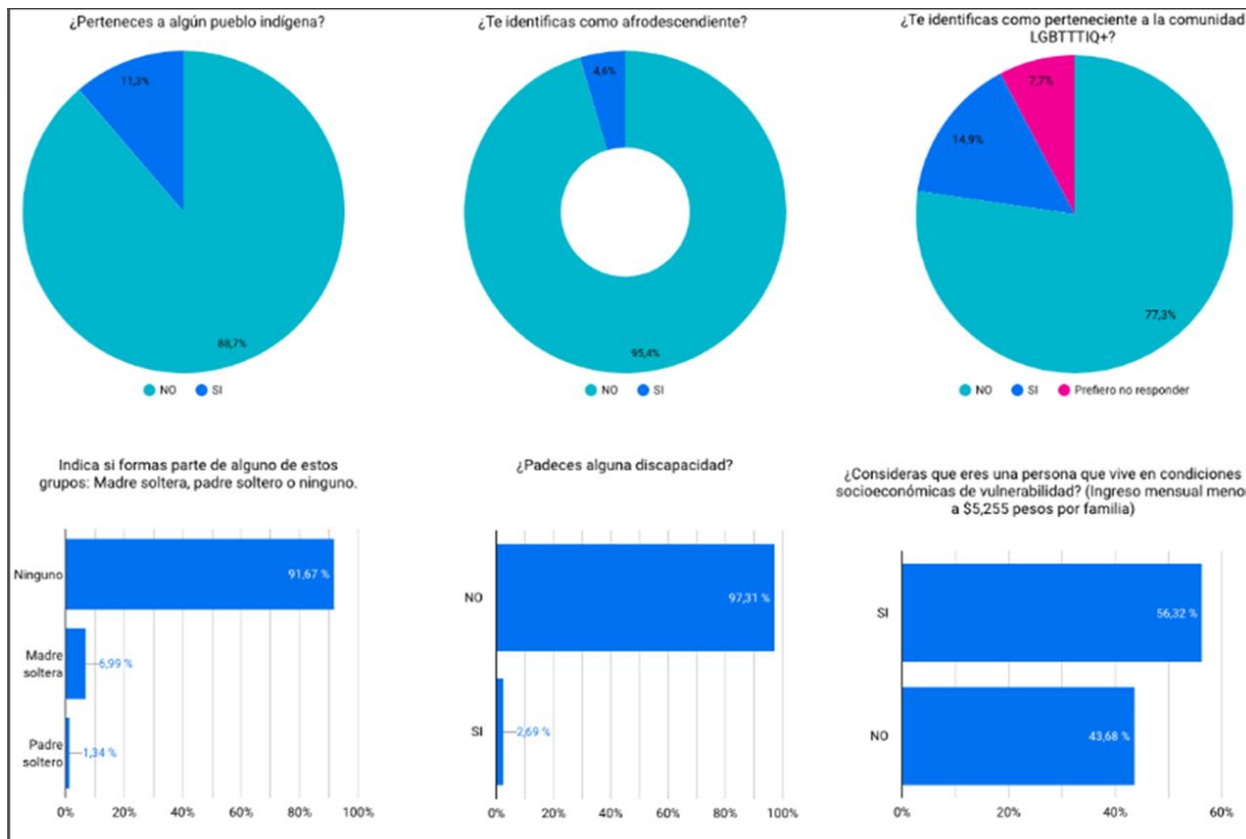 ¿Perteneces a algún pueblo indígena?
11,3%
88,7%
NO SI
¿Te identificas como afrodescendiente?
4,6%
95,4%
NO SI
¿Te identificas como perteneciente a la comunidad
LGBTTTIQ+?
7,7%
14,9%
77,3%
NO SI Prefiero no responder
Indica si formas parte de alguno de estos
grupos: Madre soltera, padre soltero o ninguno.
Ninguno
91,67 %
Madre
soltera
6,99 %
Padre
soltero
1,34 %
0% 20% 40% 60% 80% 100%
¿Padeces alguna discapacidad?
NO
97,31 %
SI
2,69 %
0% 20% 40% 60% 80% 100%
¿Consideras que eres una persona que vive en condiciones
socioeconómicas de vulnerabilidad? (Ingreso mensual menor
a $5,255 pesos por familia)
SI
56,32 %
NO
43,68 %
0% 20% 40% 60%